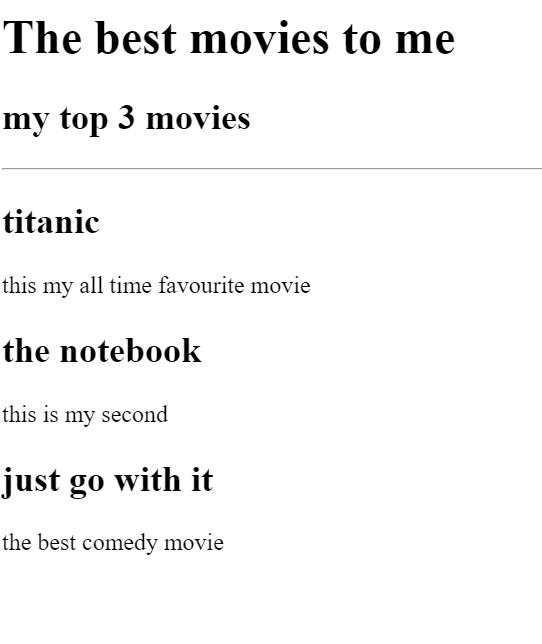 The best movies to me
my top 3 movies
titanic
this my all time favourite movie
the notebook
this is my second
just go with it
the best comedy movie